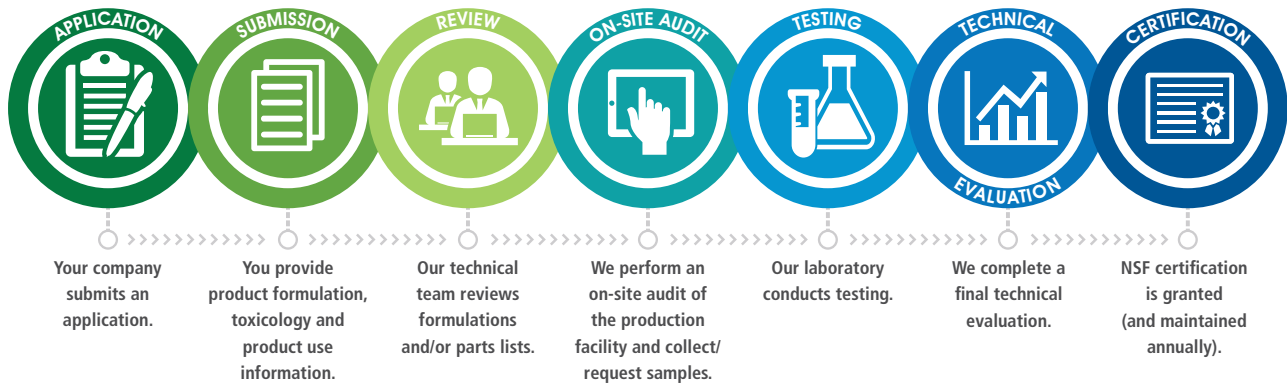 APPLICATION
SUBMISSION
REVIEW
ON-SITE AUDIT
TESTING
TECHNICAL
EVALUATION
CERTIFICATION
Your company
submits an
application.
You provide
product formulation,
toxicology and
product use
information.
Our technical
team reviews
formulations
and/or parts lists.
We perform an
on-site audit of
the production
facility and collect/
request samples.
Our laboratory
conducts testing.
We complete a
final technical
evaluation.
NSF certification
is granted
(and maintained
annually).